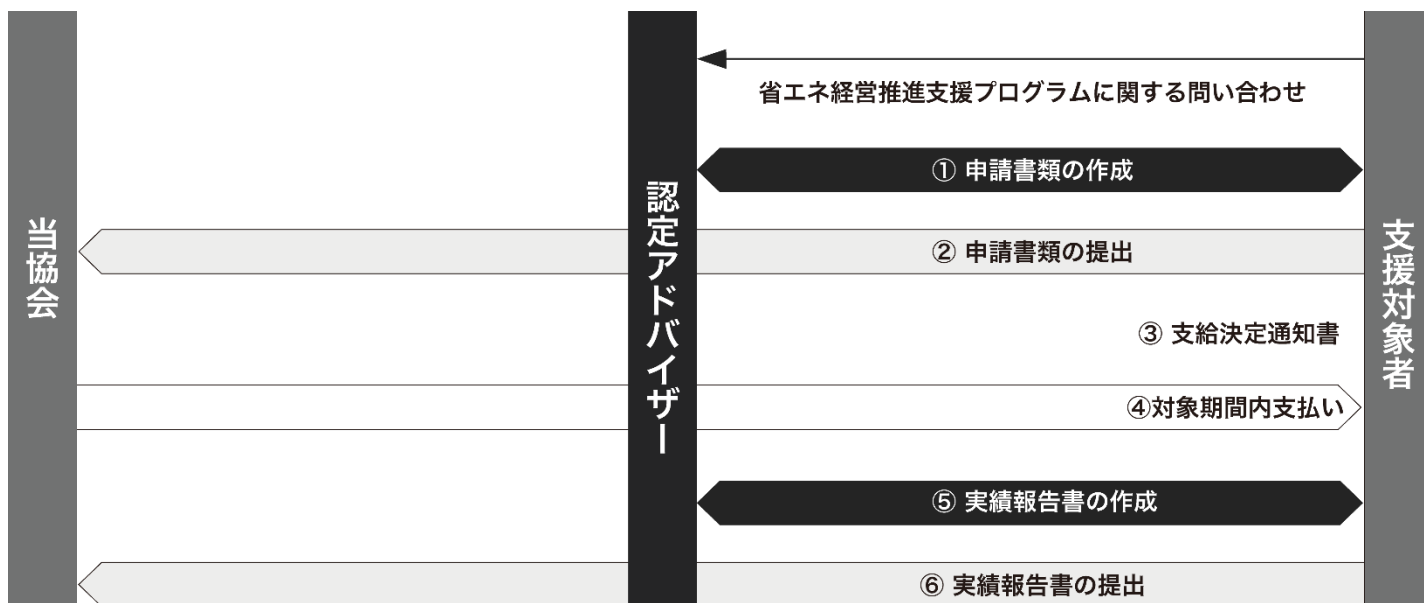 当協会
認定アドバイザー
支援対象者
省エネ経営推進支援プログラムに関する問い合わせ
① 申請書類の作成
② 申請書類の提出
③ 支給決定通知書
④対象期間内支払い
⑤ 実績報告書の作成
⑥ 実績報告書の提出